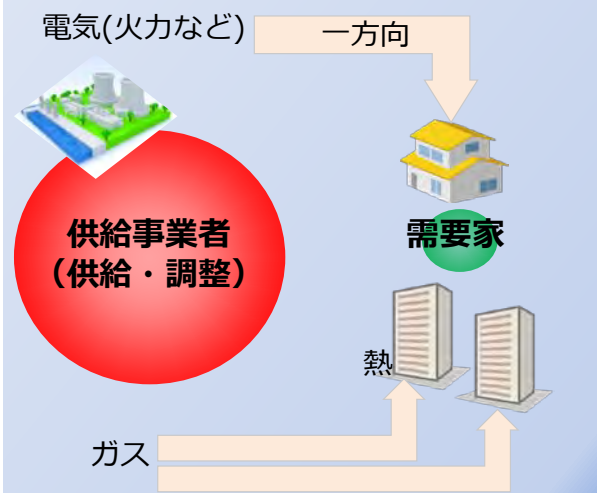 電気(火力など)
一方向
供給事業者
（供給・調整）
需要家
熱
ガス